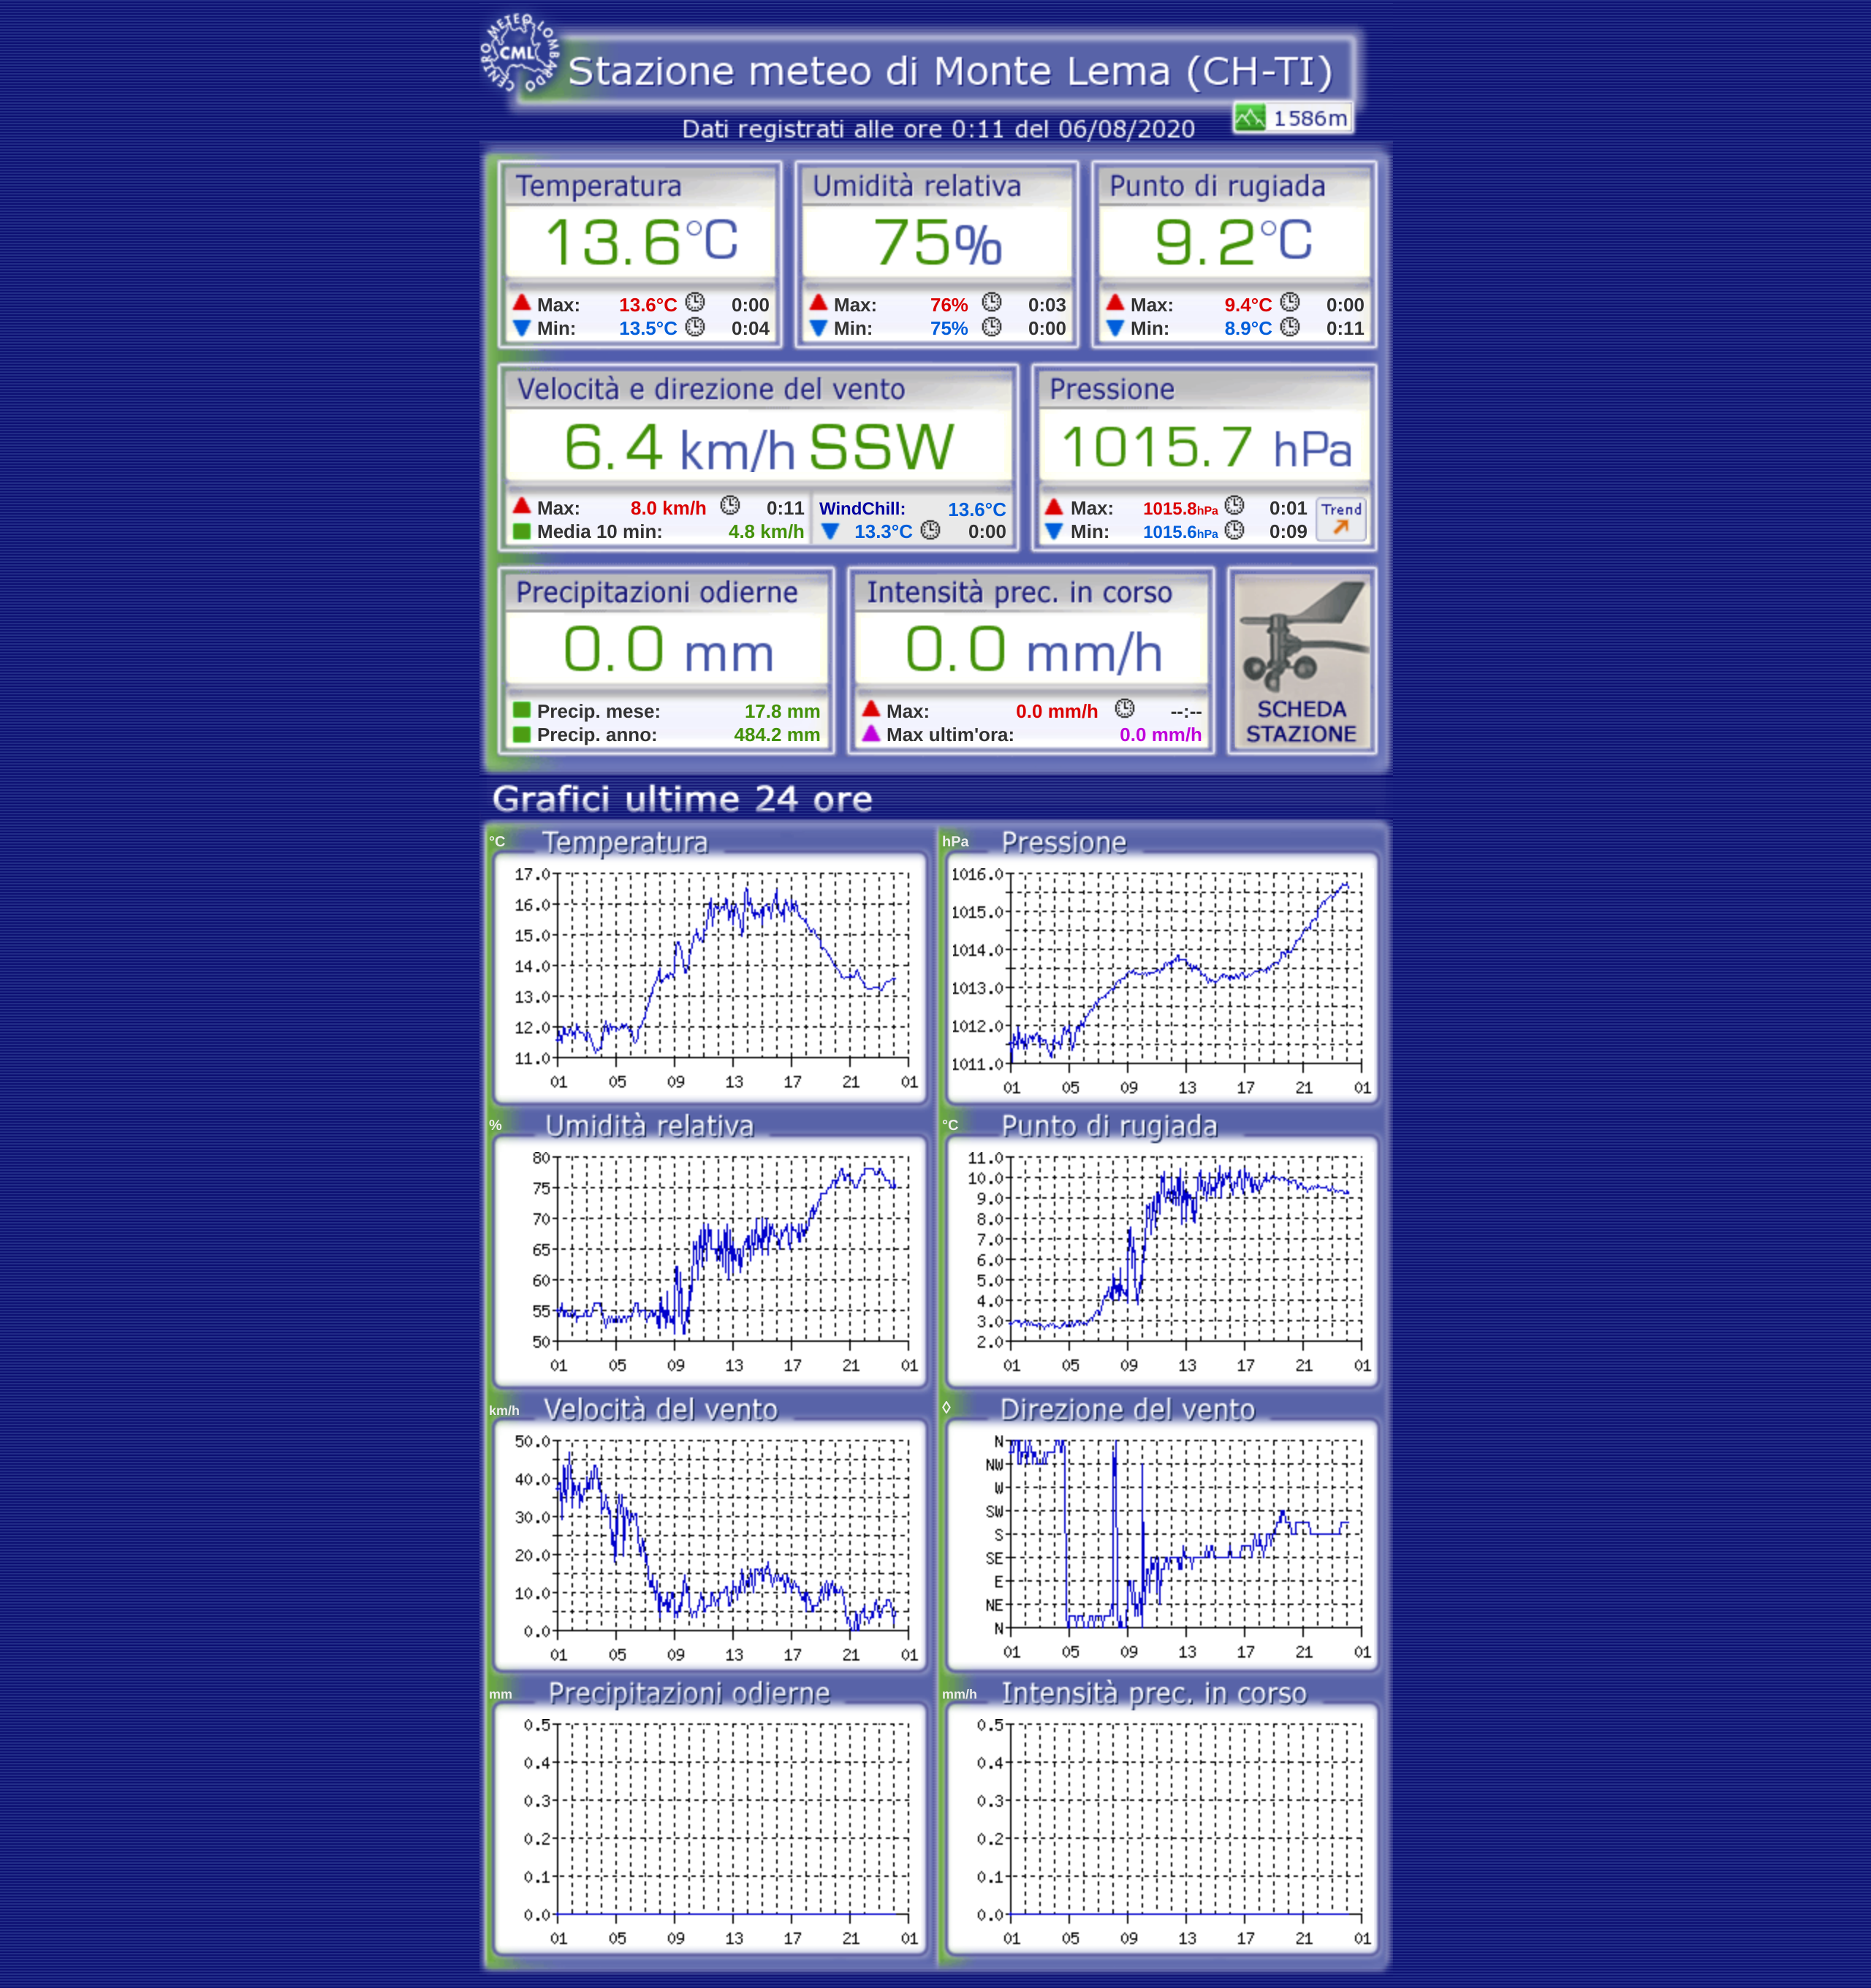 CENTRO METEO LOMBARDO
CML
Stazione meteo di Monte Lema (CH-TI)
1586m
Dati registrati alle ore 0:11 del 06/08/2020
Temperatura
13.6°C
Max: 13.6°C 0:00
Min: 13.5°C 0:04
Umidità relativa
75%
Max: 76% 0:03
Min: 75% 0:00
Punto di rugiada
9.2°C
Max: 9.4°C 0:00
Min: 8.9°C 0:11
Velocità e direzione del vento
6.4 km/h SSW
Max: 8.0 km/h 0:11
Media 10 min: 4.8 km/h
WindChill: 13.6°C
13.3°C 0:00
Pressione
1015.7 hPa
Max: 1015.8hPa 0:01
Min: 1015.6hPa 0:09
Trend
Precipitazioni odierne
0.0 mm
Precip. mese: 17.8 mm
Precip. anno: 484.2 mm
Intensità prec. in corso
0.0 mm/h
Max: 0.0 mm/h --:--
Max ultim'ora: 0.0 mm/h
SCHEDA
STAZIONE
Grafici ultime 24 ore
°C Temperatura
17.0
16.0
15.0
14.0
13.0
12.0
11.0
01 05 09 13 17 21 01
hPa Pressione
1016.0
1015.0
1014.0
1013.0
1012.0
1011.0
01 05 09 13 17 21 01
% Umidità relativa
80
75
70
65
60
55
50
01 05 09 13 17 21 01
°C Punto di rugiada
11.0
10.0
9.0
8.0
7.0
6.0
5.0
4.0
3.0
2.0
01 05 09 13 17 21 01
km/h Velocità del vento
50.0
40.0
30.0
20.0
10.0
0.0
01 05 09 13 17 21 01
◊ Direzione del vento
N
NW
W
SW
S
SE
E
NE
N
01 05 09 13 17 21 01
mm Precipitazioni odierne
0.5
0.4
0.3
0.2
0.1
0.0
01 05 09 13 17 21 01
mm/h Intensità prec. in corso
0.5
0.4
0.3
0.2
0.1
0.0
01 05 09 13 17 21 01